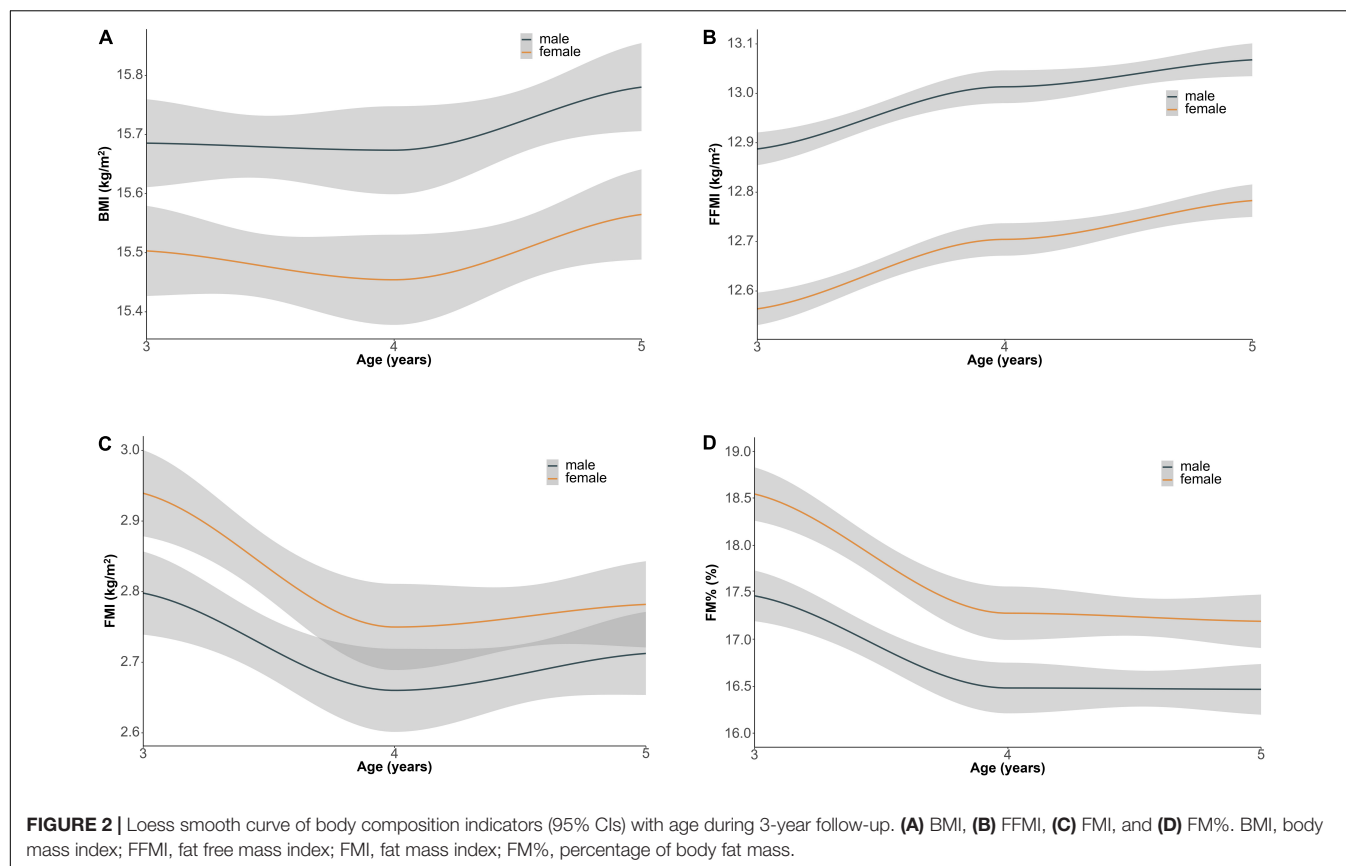 A
male
female
15.8
15.7
15.6
15.5
15.4
BMI (kg/m²)
3
4
5
Age (years)
B
male
female
13.1
13.0
12.9
12.8
12.7
12.6
FFMI (kg/m²)
3
4
5
Age (years)
C
male
female
3.0
2.9
2.8
2.7
2.6
FMI (kg/m²)
3
4
5
Age (years)
D
male
female
19.0
18.5
18.0
17.5
17.0
16.5
16.0
FM% (%)
3
4
5
Age (years)
FIGURE 2 | Loess smooth curve of body composition indicators (95% CIs) with age during 3-year follow-up. (A) BMI, (B) FFMI, (C) FMI, and (D) FM%. BMI, body
mass index; FFMI, fat free mass index; FMI, fat mass index; FM%, percentage of body fat mass.